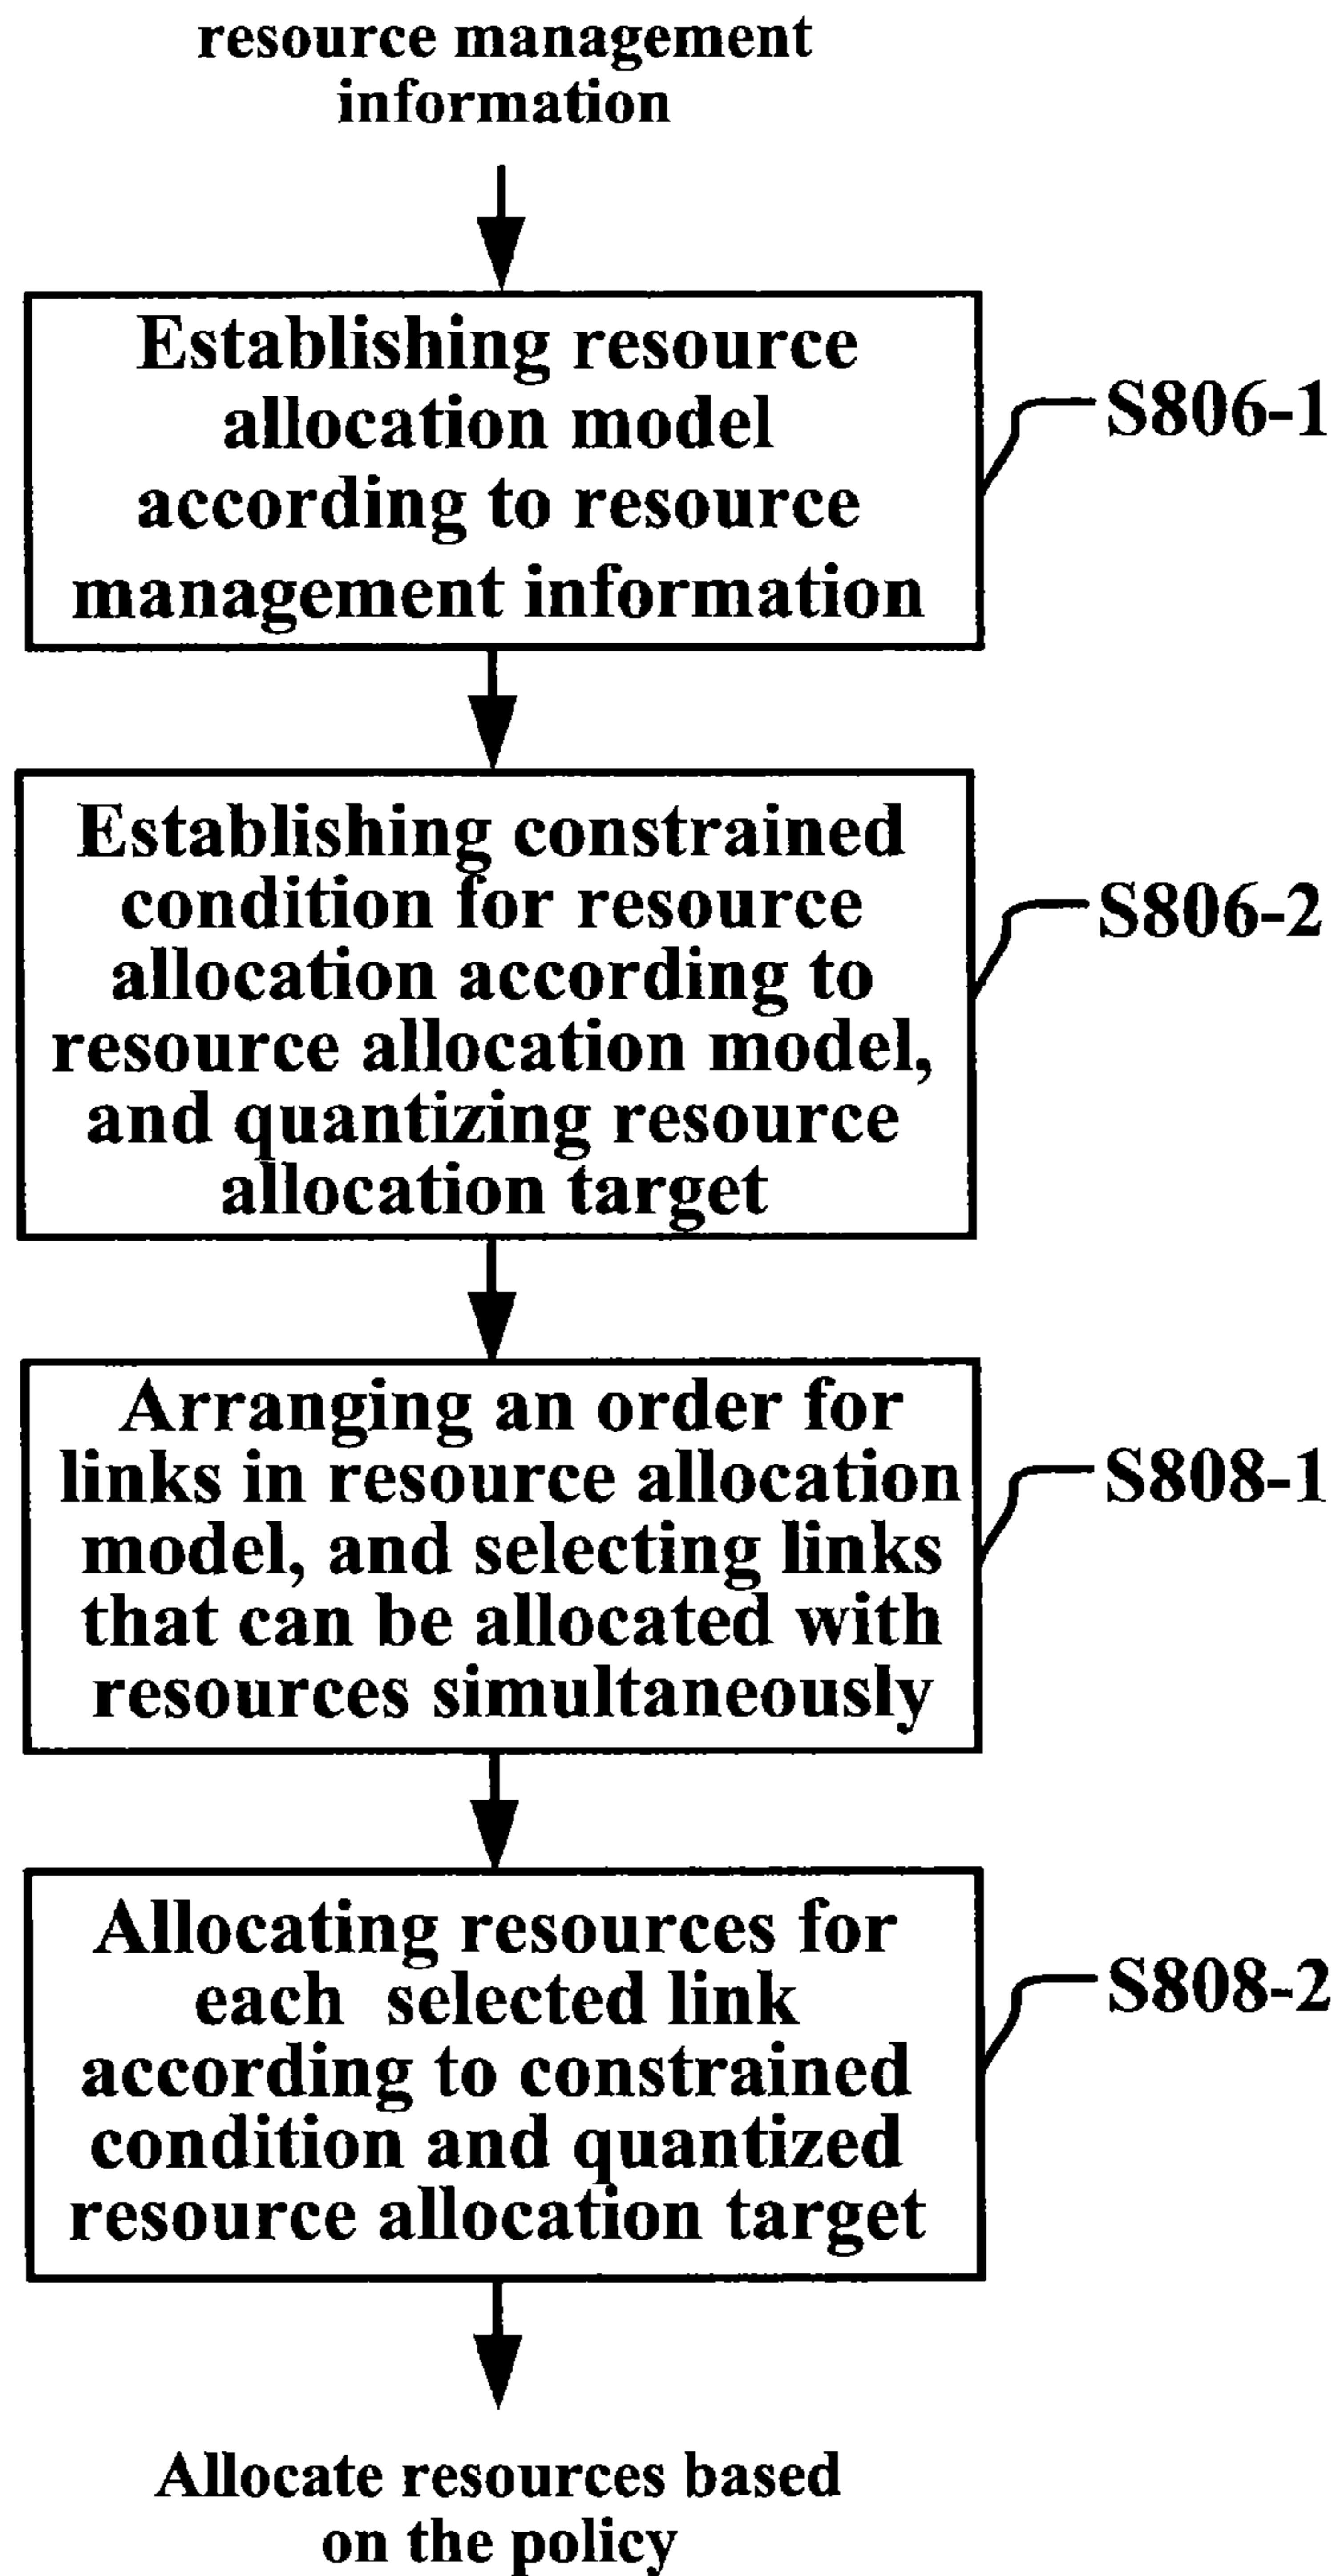 resource management
information
Establishing resource
allocation model
according to resource
management information
S806-1
Establishing constrained
condition for resource
allocation according to
resource allocation model,
and quantizing resource
allocation target
S806-2
Arranging an order for
links in resource allocation
model, and selecting links
that can be allocated with
resources simultaneously
S808-1
Allocating resources for
each selected link
according to constrained
condition and quantized
resource allocation target
S808-2
Allocate resources based
on the policy